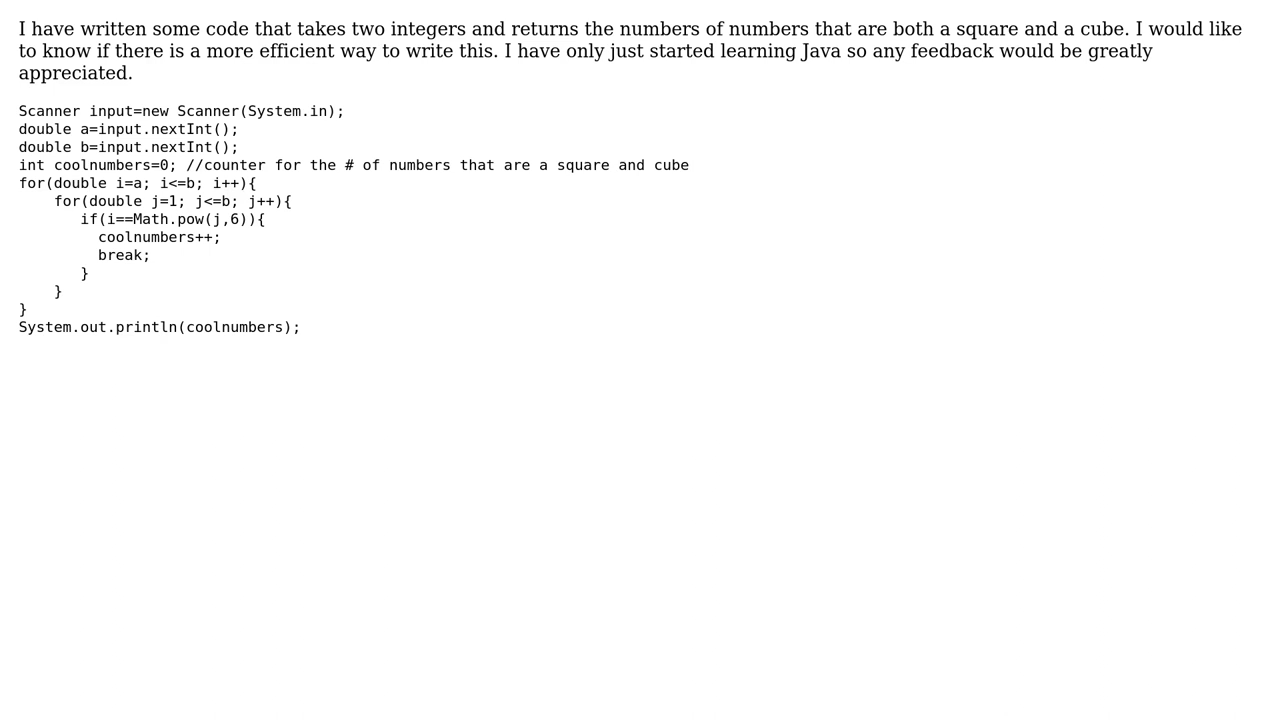 I have written some code that takes two integers and returns the numbers of numbers that are both a square and a cube. I would like
to know if there is a more efficient way to write this. I have only just started learning Java so any feedback would be greatly
appreciated.
Scanner input=new Scanner(System.in);
double a=input.nextInt();
double b=input.nextInt();
int coolnumbers=0; //counter for the # of numbers that are a square and cube
for(double i=a; i<=b; i++){
    for(double j=1; j<=b; j++){
       if(i==Math.pow(j,6)){
         coolnumbers++;
         break;
       }
    }
}
System.out.println(coolnumbers);